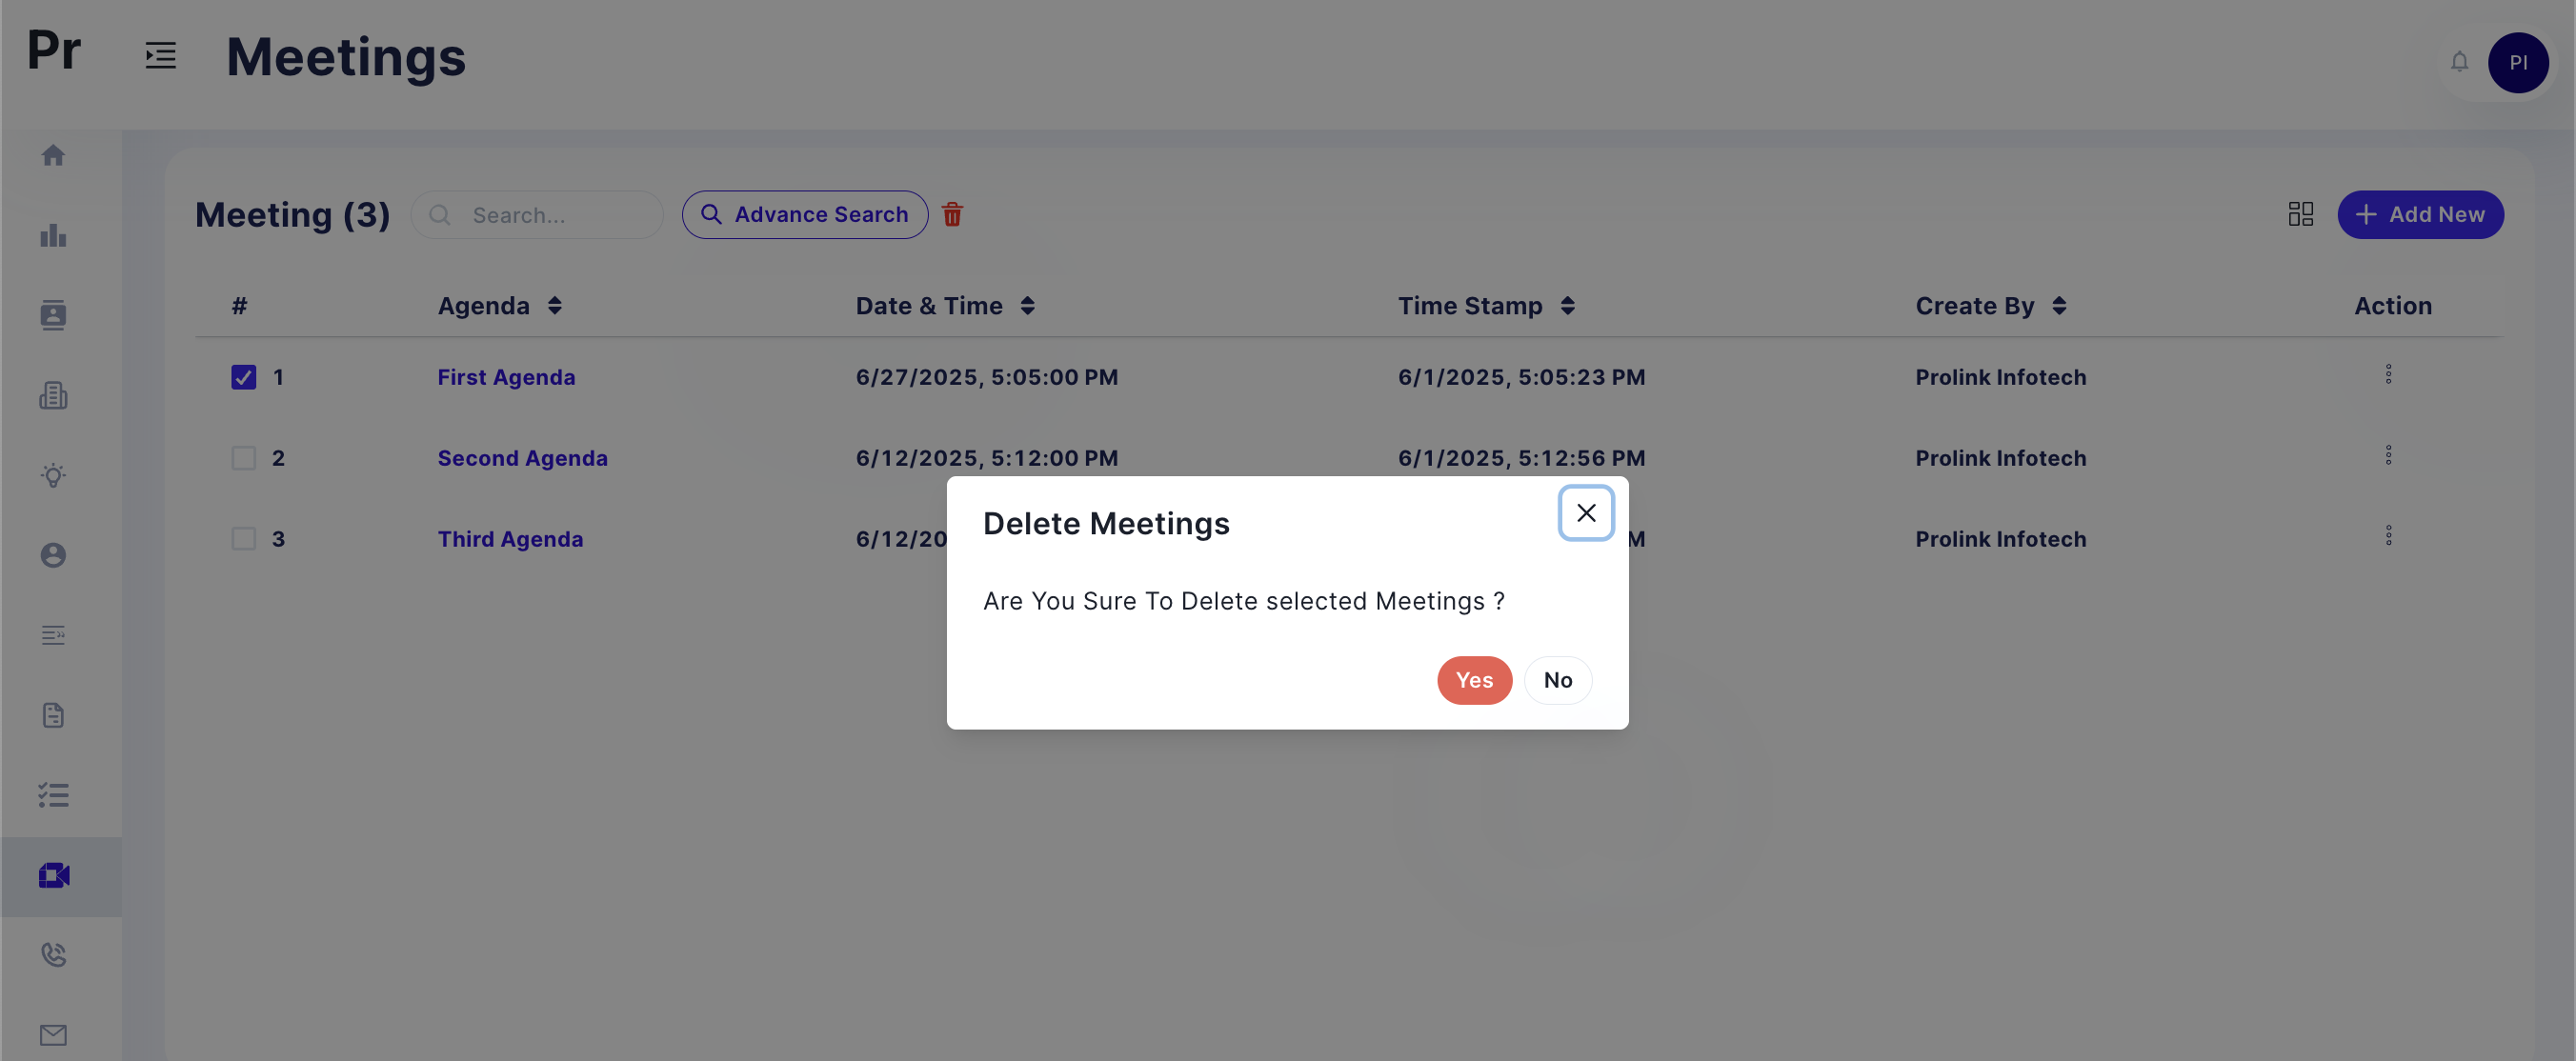 Pr
Meetings
PI
Meeting (3)
Search...
Advance Search
Add New
# Agenda Date & Time Time Stamp Create By Action
1 First Agenda 6/27/2025, 5:05:00 PM 6/1/2025, 5:05:23 PM Prolink Infotech
2 Second Agenda 6/12/2025, 5:12:00 PM 6/1/2025, 5:12:56 PM Prolink Infotech
3 Third Agenda 6/12/20 M Prolink Infotech
Delete Meetings
Are You Sure To Delete selected Meetings ?
Yes No